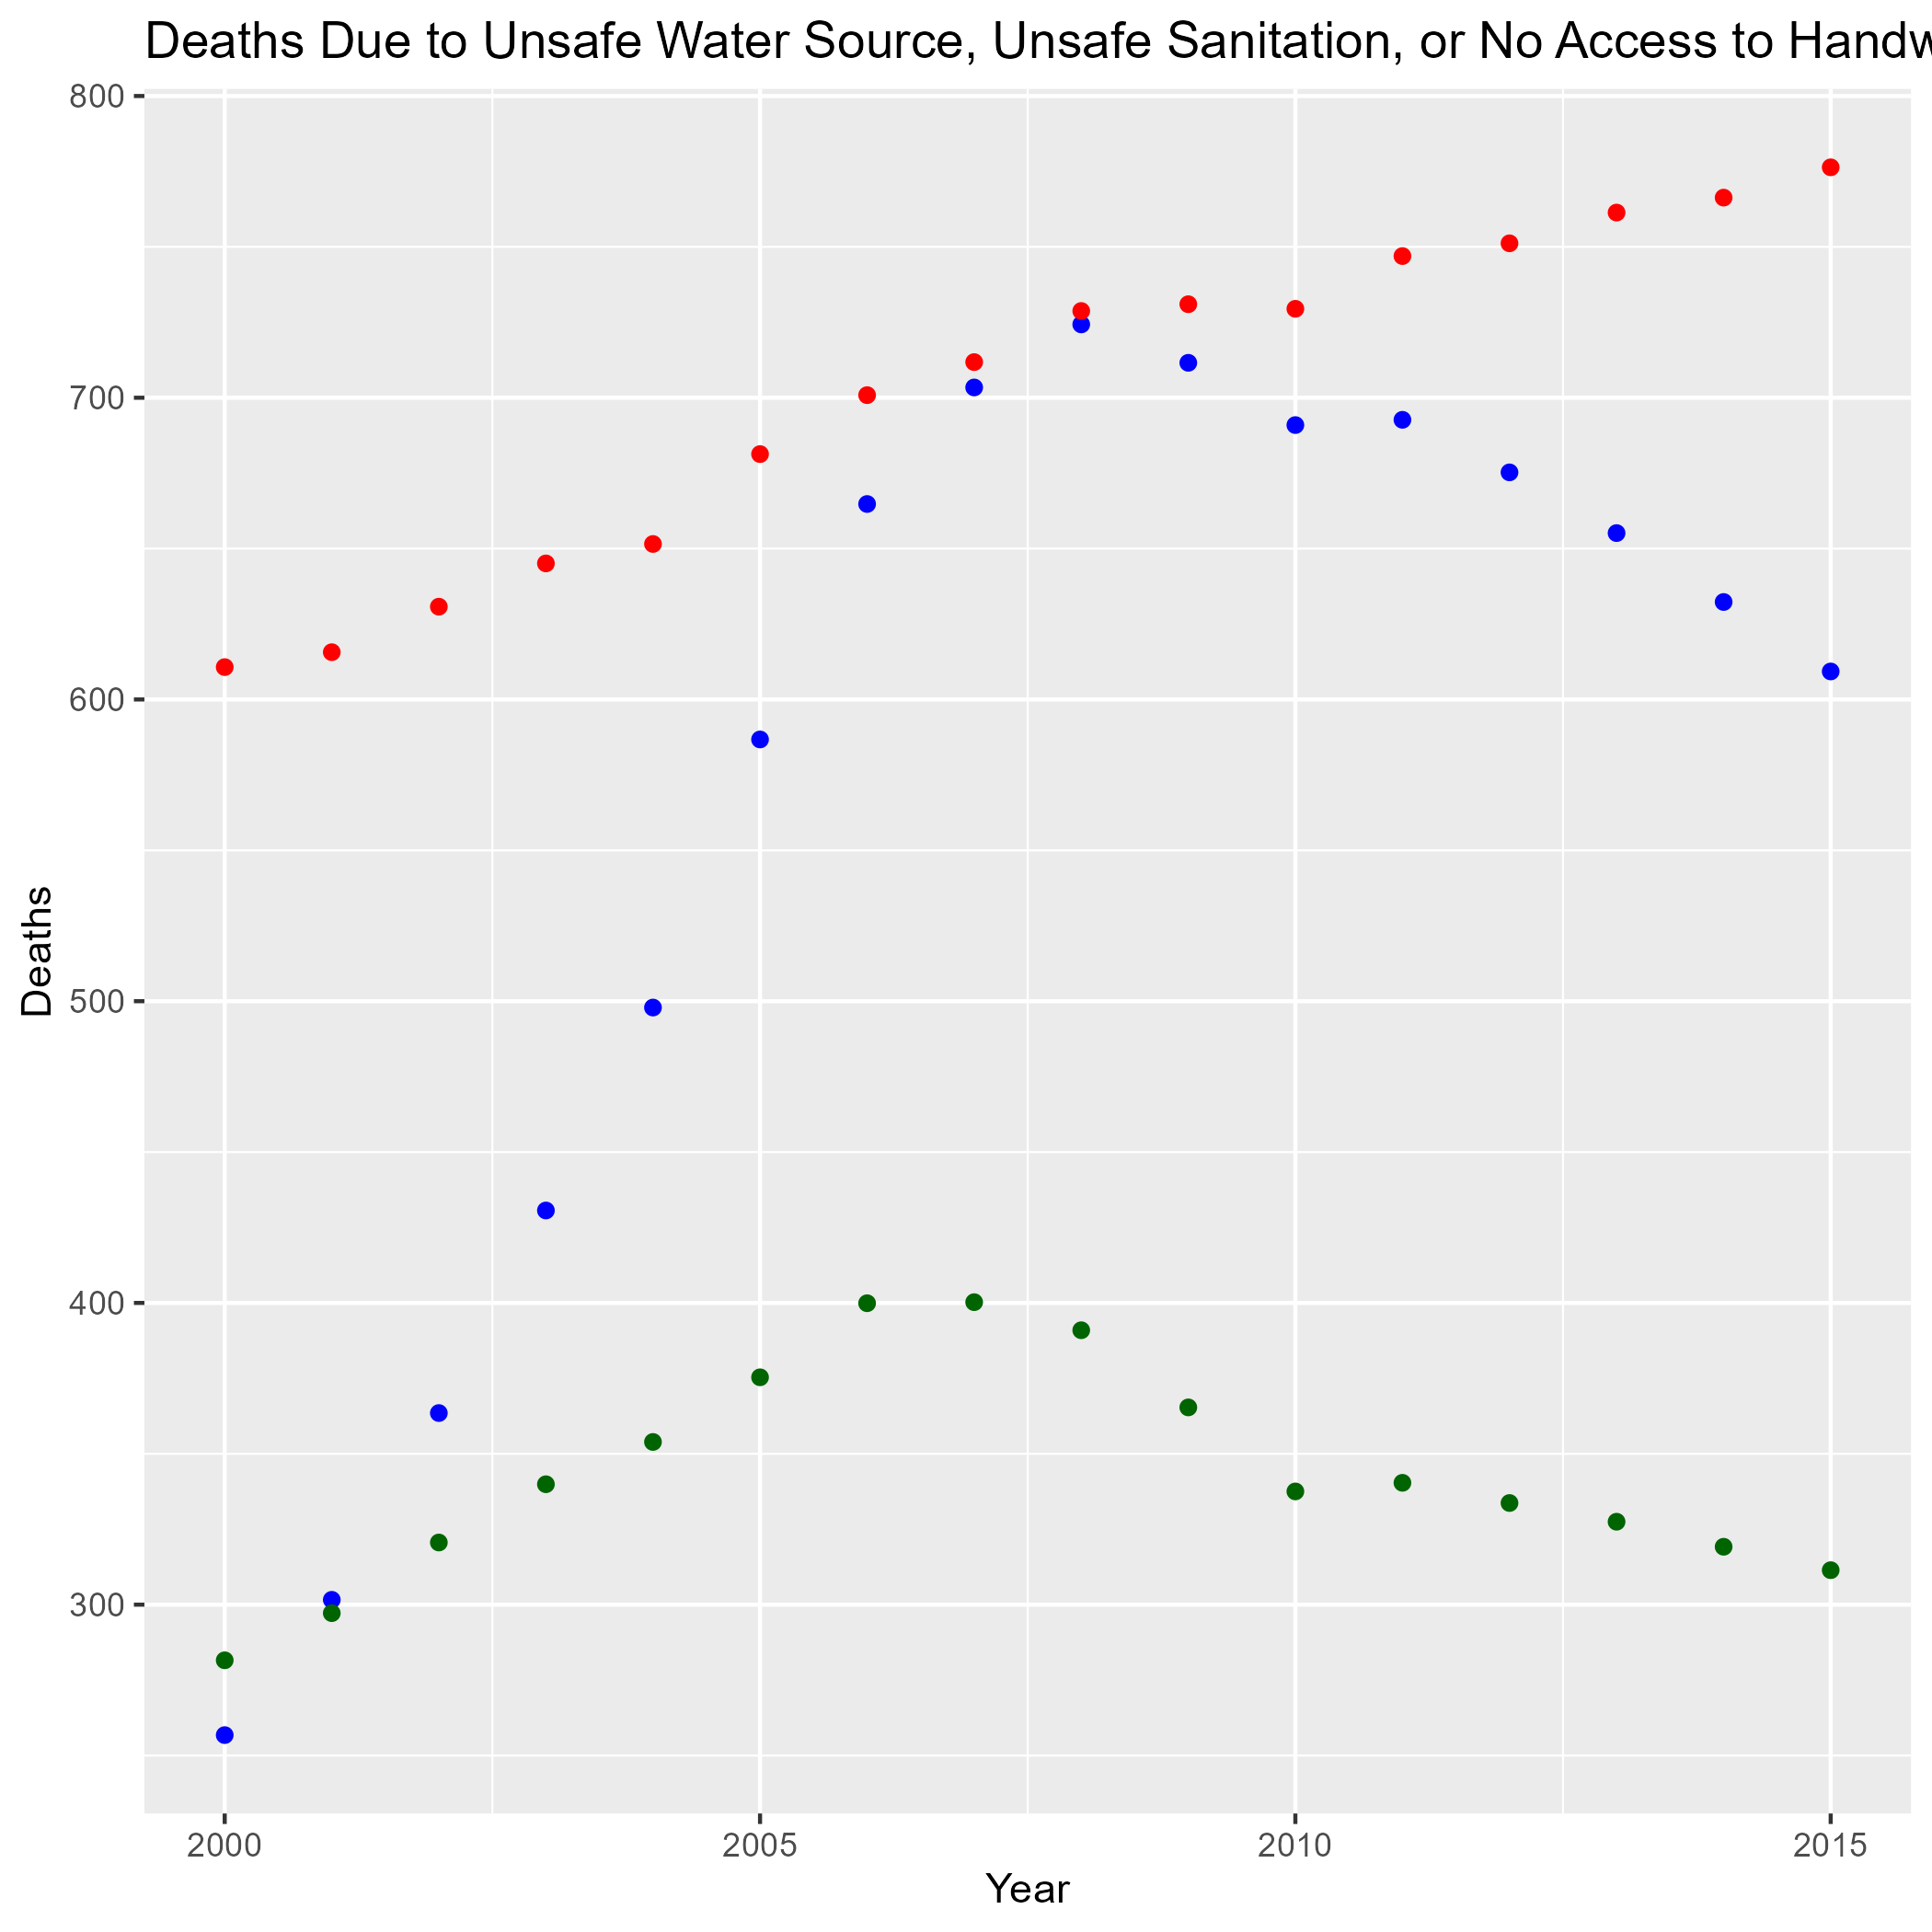 Deaths Due to Unsafe Water Source, Unsafe Sanitation, or No Access to
800
700
600
500
400
300
Deaths
2000 2005 2010 2015
Year